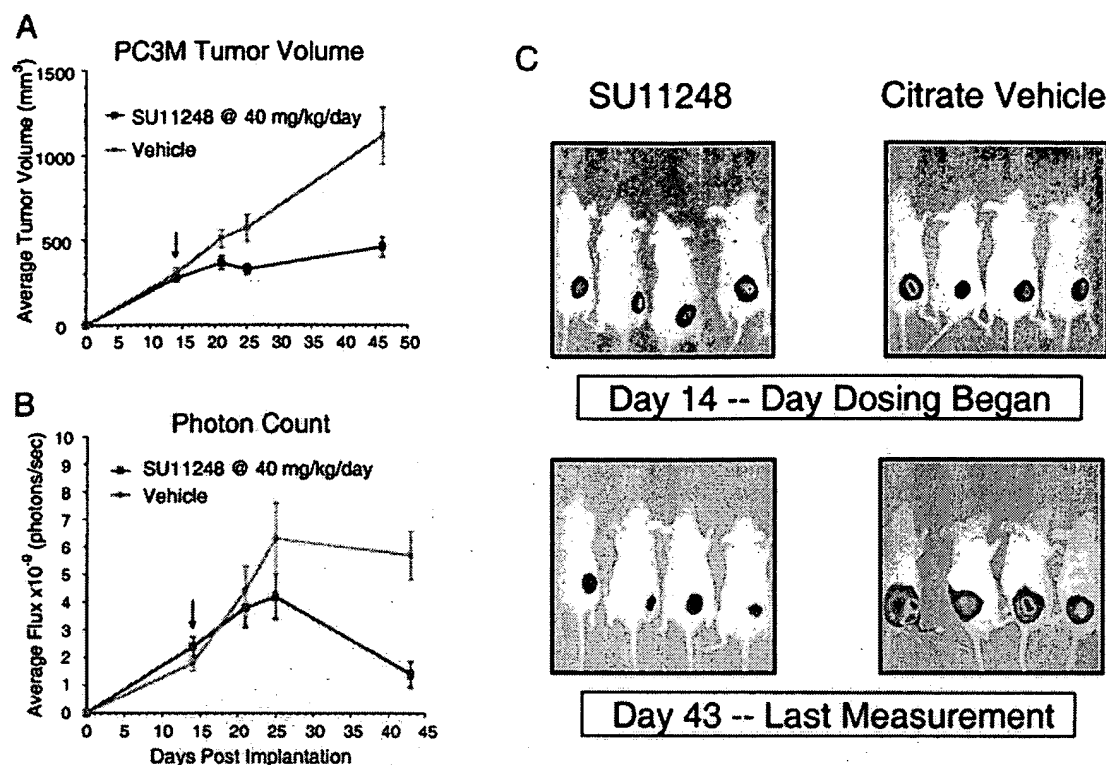 A
PC3M Tumor Volume
Average Tumor Volume (mm³)
1500
1000
500
0
SU11248 @ 40 mg/kg/day
Vehicle
0 5 10 15 20 25 30 35 40 45 50
B
Photon Count
Average Flux x10⁻⁹ (photons/sec)
10
9
8
7
6
5
4
3
2
1
0
SU11248 @ 40 mg/kg/day
Vehicle
0 5 10 15 20 25 30 35 40 45
Days Post Implantation
C
SU11248
Citrate Vehicle
Day 14 -- Day Dosing Began
Day 43 -- Last Measurement